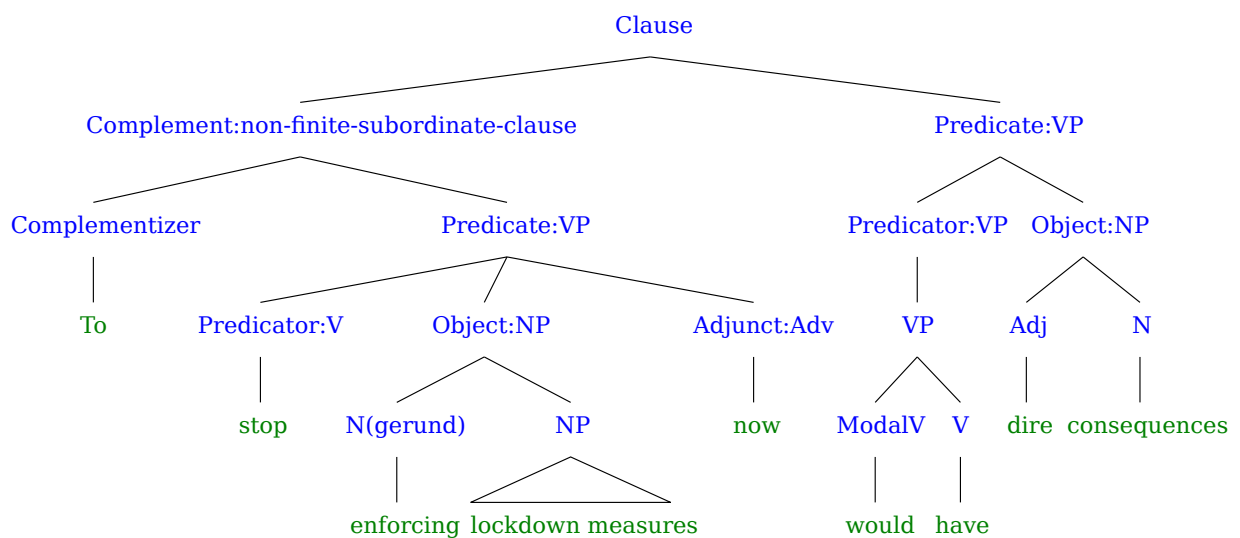 Clause
Complement:non-finite-subordinate-clause Predicate:VP
Complementizer Predicate:VP Predicator:VP Object:NP
To Predicator:V Object:NP Adjunct:Adv VP Adj N
stop N(gerund) NP now ModalV V dire consequences
enforcing lockdown measures would have